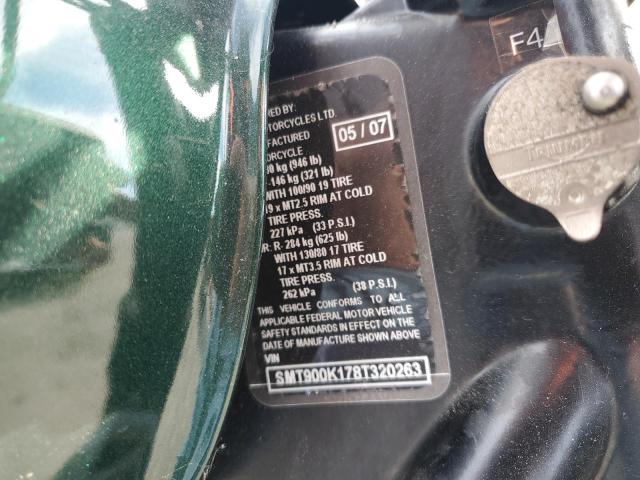 F4
RED BY:
TORCYCLES LTD.
FACTURED 05 / 07
ORCYCLE
0 kg (946 lb)
-146 kg (321 lb)
WITH 100/90 19 TIRE
19 x MT2.5 RIM AT COLD
TIRE PRESS.
227 kPa (33 P.S.I.)
R: R- 284 kg (625 lb)
WITH 130/80 17 TIRE
17 x MT3.5 RIM AT COLD
TIRE PRESS.
262 kPa (38 P.S.I.)
THIS VEHICLE CONFORMS TO ALL
APPLICABLE FEDERAL MOTOR VEHICLE
SAFETY STANDARDS IN EFFECT ON THE
DATE OF MANUFACTURE SHOWN ABOVE
VIN
SMT900K178T320263